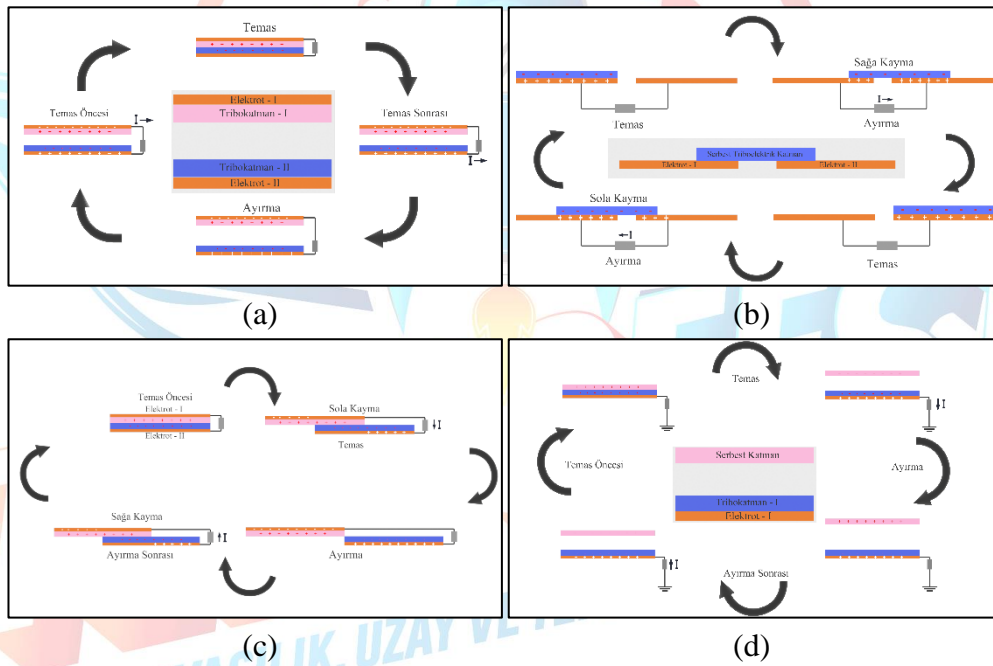 Temas
Temas Öncesi
I
Elektrot - I
Tribokatman - I
Temas Sonrası
I
Tribokatman - II
Elektrot - II
Ayırma
(a)
Sağa Kayma
I
Temas
Ayırma
Serbest Triboelektrik Katman
Elektrot - I
Elektrot - II
Sola Kayma
I
Ayırma
Temas
(b)
Temas Öncesi
Elektrot - I
Elektrot - II
Sola Kayma
I
Temas
Sağa Kayma
I
Ayırma Sonrası
Ayırma
(c)
Temas
I
Serbest Katman
Temas Öncesi
Ayırma
Tribokatman - I
Elektrot - I
I
Ayırma Sonrası
(d)
UZAY VE